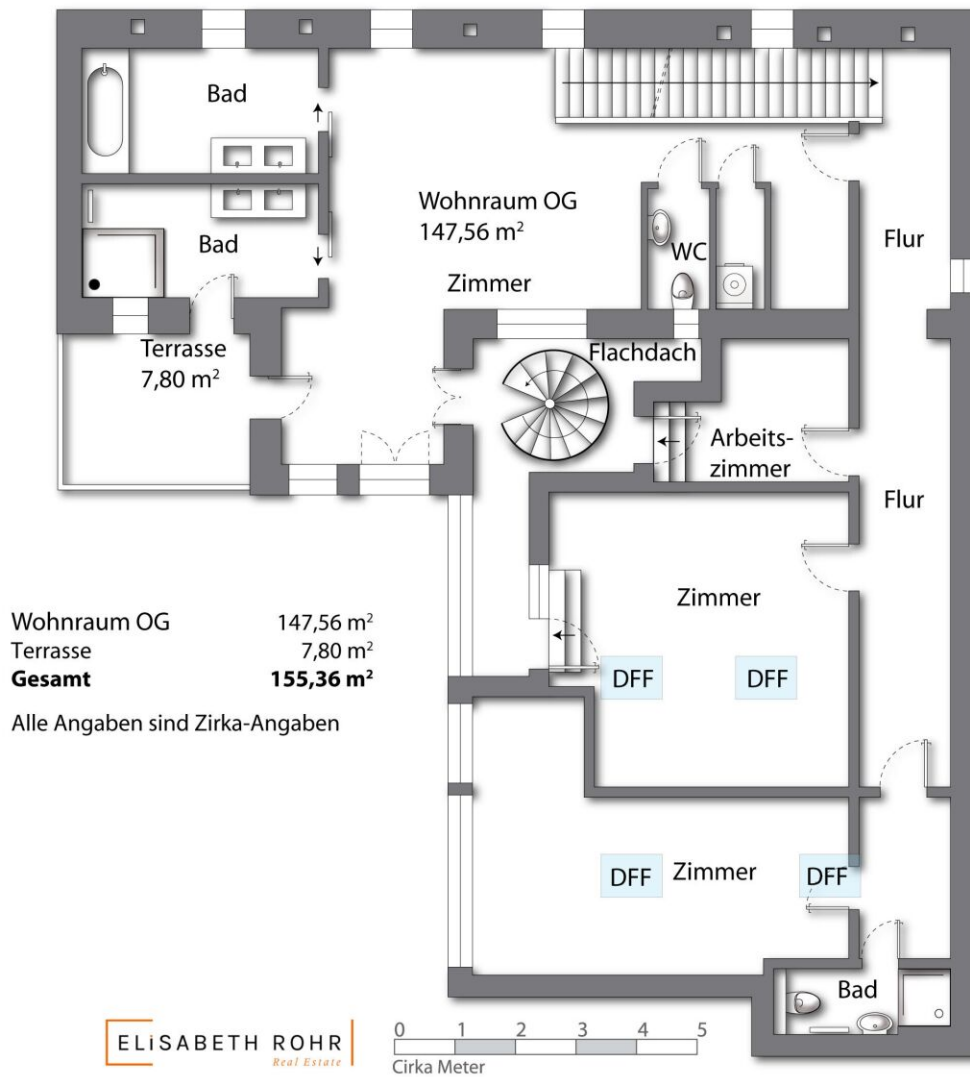 Bad
Bad
Wohnraum OG
147,56 m²
Zimmer
WC
Flur
Terrasse
7,80 m²
Flachdach
Arbeits-
zimmer
Flur
Zimmer
DFF DFF
Wohnraum OG 147,56 m²
Terrasse 7,80 m²
Gesamt 155,36 m²
Alle Angaben sind Zirka-Angaben
DFF Zimmer DFF
Bad
ELiSABETH ROHR
Real Estate
0 1 2 3 4 5
Cirka Meter